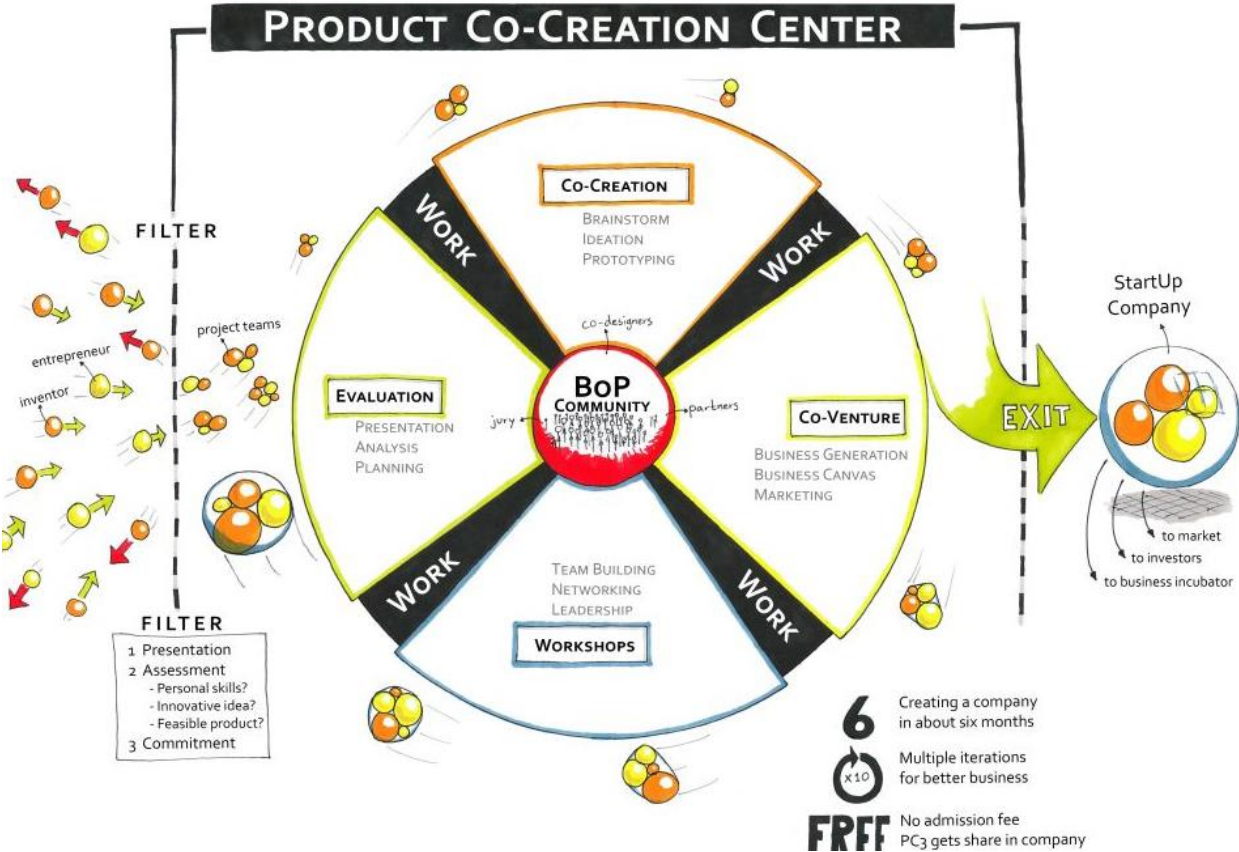 PRODUCT CO-CREATION CENTER
FILTER
entrepreneur
inventor
project teams
FILTER
1 Presentation
2 Assessment
- Personal skills?
- Innovative idea?
- Feasible product?
3 Commitment
WORK
CO-CREATION
BRAINSTORM
IDEATION
PROTOTYPING
WORK
EVALUATION
PRESENTATION
ANALYSIS
PLANNING
co-designers
BoP
COMMUNITY
jury
partners
CO-VENTURE
BUSINESS GENERATION
BUSINESS CANVAS
MARKETING
WORK
TEAM BUILDING
NETWORKING
LEADERSHIP
WORKSHOPS
WORK
EXIT
StartUp
Company
to market
to investors
to business incubator
6
Creating a company
in about six months
x10
Multiple iterations
for better business
FREE
No admission fee
PC3 gets share in company